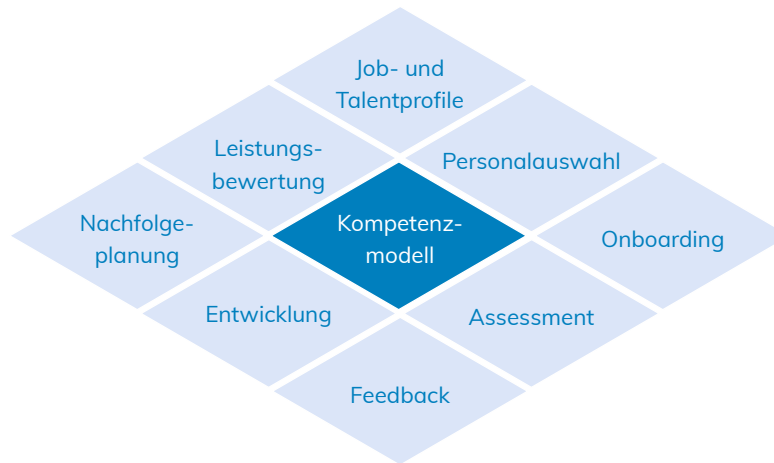 Job- und
Talentprofile
Leistungs-
bewertung
Personalauswahl
Nachfolge-
planung
Kompetenz-
modell
Onboarding
Entwicklung
Assessment
Feedback